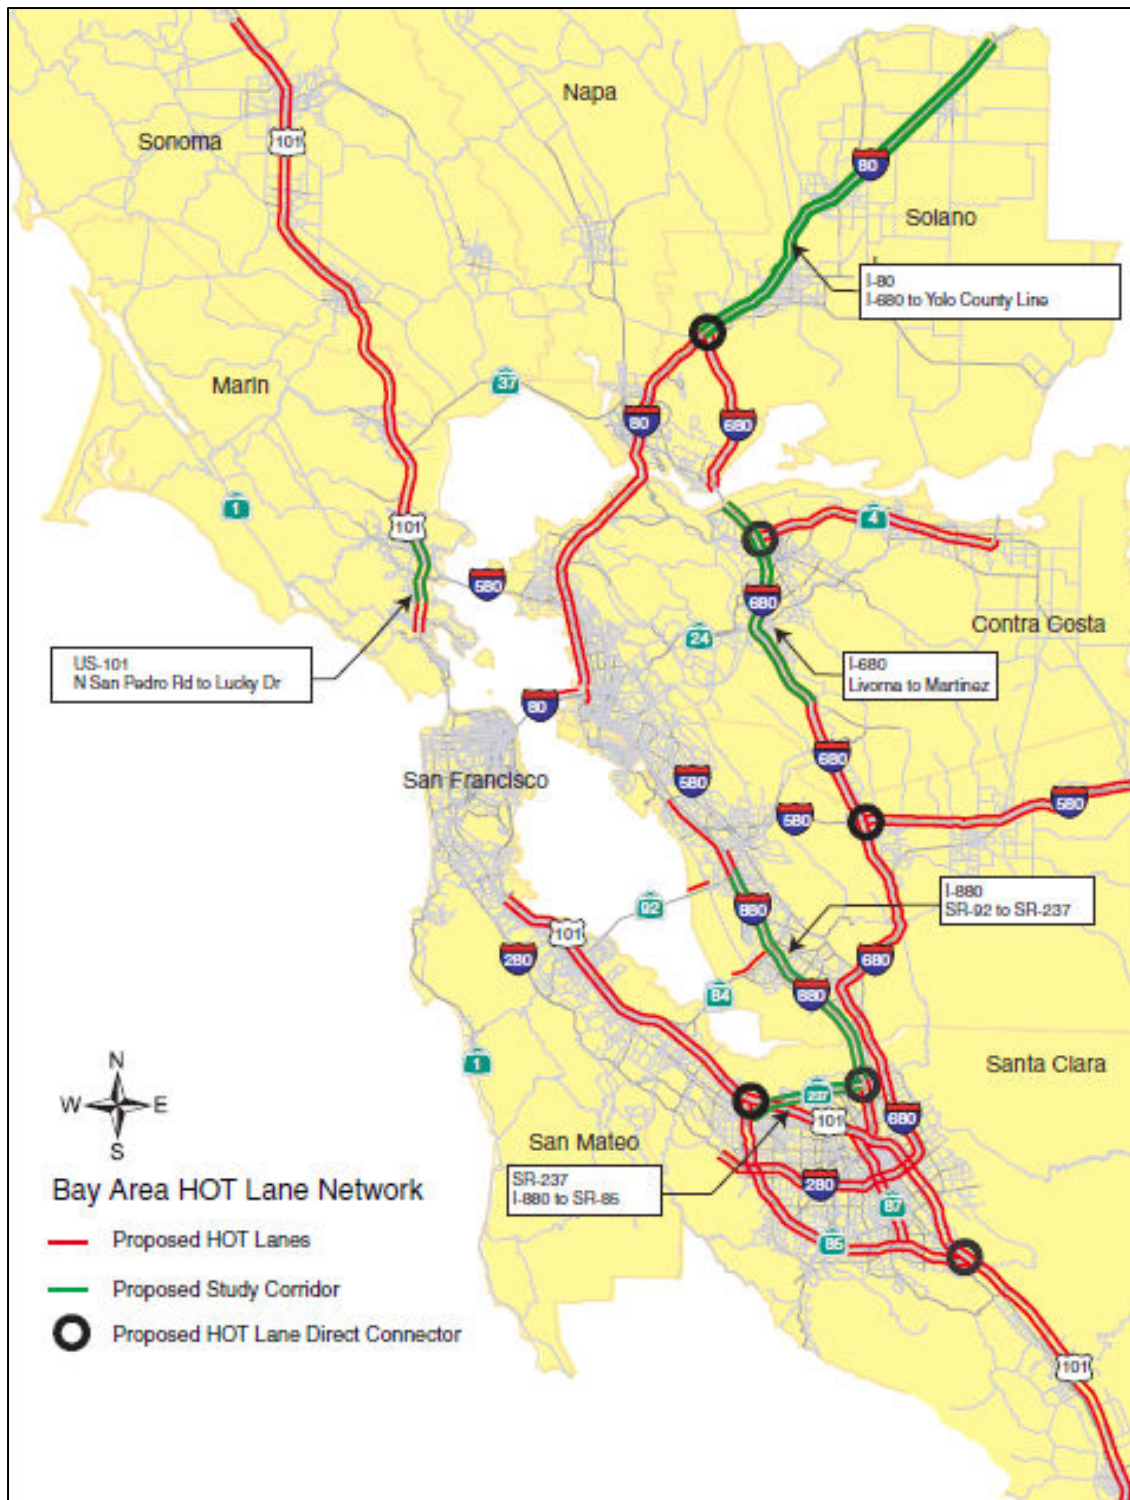 Napa
Sonoma
101
80
Solano
I-80
I-680 to Yolo County Line
Marin
37
80
680
1
101
4
580
680
Contra Costa
24
US-101
N San Pedro Rd to Lucky Dr
I-680
Livorna to Martinez
80
680
San Francisco
580
580
580
I-880
SR-92 to SR-237
92
880
101
280
680
84
880
1
Santa Clara
237
101
680
N
W
E
S
San Mateo
SR-237
I-880 to SR-85
280
87
85
Bay Area HOT Lane Network
Proposed HOT Lanes
Proposed Study Corridor
Proposed HOT Lane Direct Connector
101